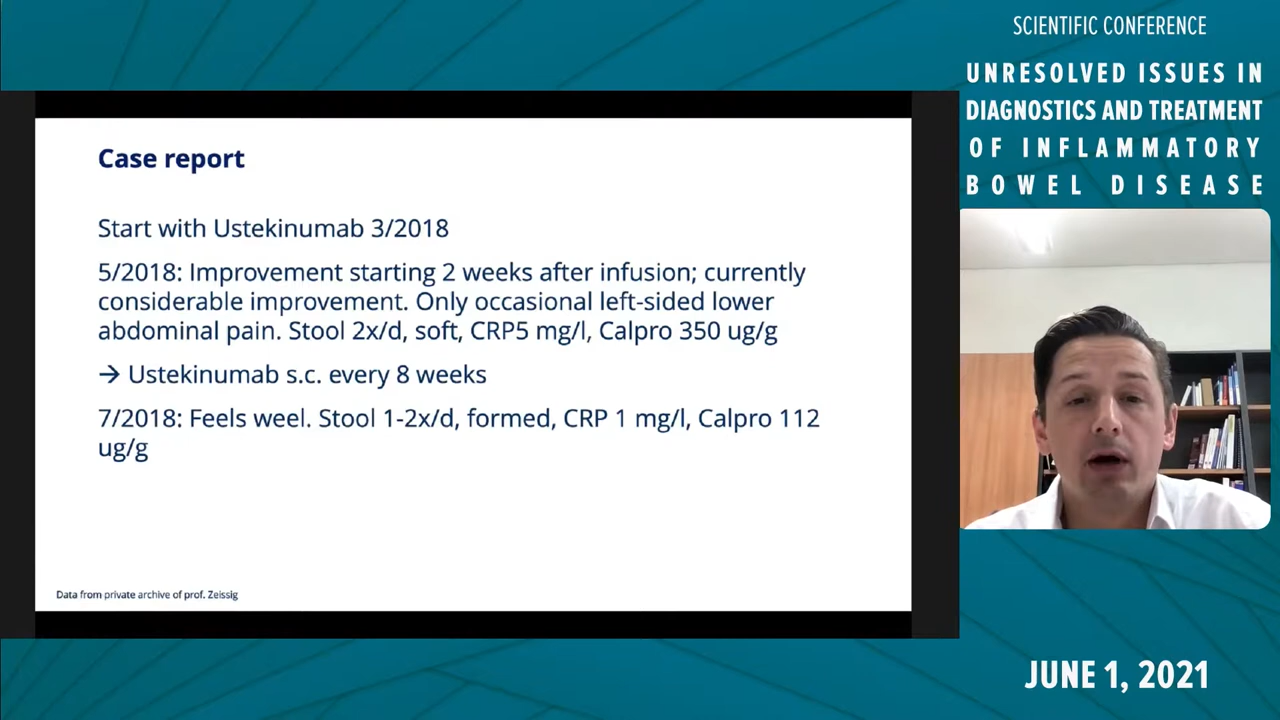 SCIENTIFIC CONFERENCE
UNRESOLVED ISSUES IN
DIAGNOSTICS AND TREATMENT
OF INFLAMMATORY
BOWEL DISEASE
Case report
Start with Ustekinumab 3/2018
5/2018: Improvement starting 2 weeks after infusion; currently
considerable improvement. Only occasional left-sided lower
abdominal pain. Stool 2x/d, soft, CRP5 mg/l, Calpro 350 ug/g
→ Ustekinumab s.c. every 8 weeks
7/2018: Feels weel. Stool 1-2x/d, formed, CRP 1 mg/l, Calpro 112
ug/g
Data from private archive of prof. Zeissig
JUNE 1, 2021